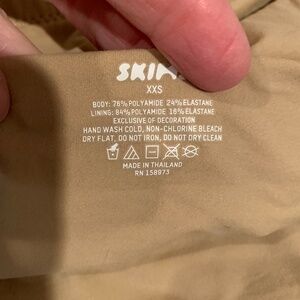 SKIMS
XXS
BODY: 76% POLYAMIDE 24% ELASTANE
LINING: 84% POLYAMIDE 16% ELASTANE
EXCLUSIVE OF DECORATION
HAND WASH COLD, NON-CHLORINE BLEACH
DRY FLAT, DO NOT IRON, DO NOT DRY CLEAN
MADE IN THAILAND
RN 158973